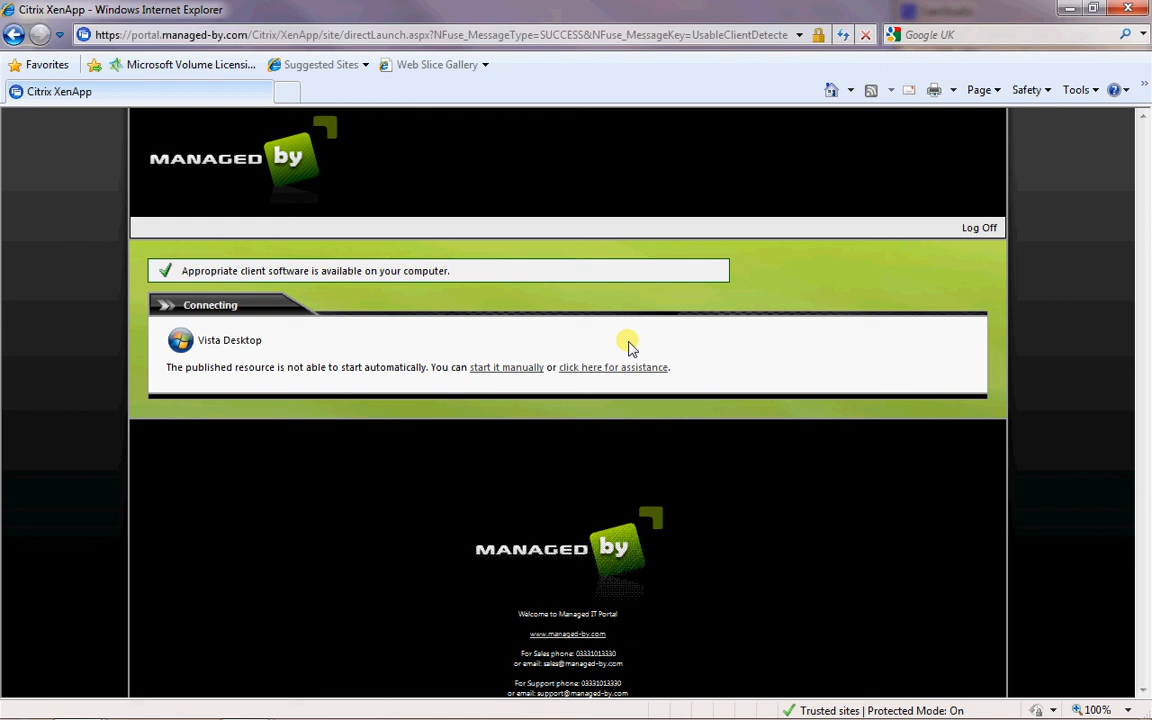 Citrix XenApp - Windows Internet Explorer
https://portal.managed-by.com/Citrix/XenApp/site/directLaunch.aspx?NFuse_MessageType=SUCCESS&NFuse_MessageKey=UsableClientDetecte
Google UK
Favorites
Microsoft Volume Licensi...
Suggested Sites
Web Slice Gallery
Citrix XenApp
Page
Safety
Tools
MANAGED by
Log Off
Appropriate client software is available on your computer.
Connecting
Vista Desktop
The published resource is not able to start automatically. You can start it manually or click here for assistance.
MANAGED by
Welcome to Managed IT Portal
www.managed-by.com
For Sales phone: 03331013330
or email: sales@managed-by.com
For Support phone: 03331013330
or email: support@managed-by.com
Trusted sites | Protected Mode: On
100%